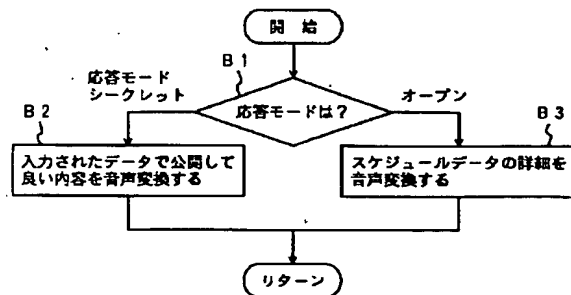 開 始
B 1
応答モード
シークレット
応答モードは?
オープン
B 2
B 3
入力されたデータで公開して
良い内容を音声変換する
スケジュールデータの詳細を
音声変換する
リターン